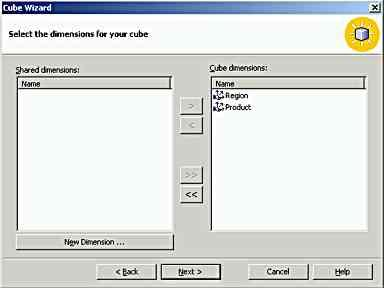 Cube Wizard
Select the dimensions for your cube
Shared dimensions:
Cube dimensions:
Name
Name
Region
Product
>
<
>>
<<
New Dimension ...
< Back
Next >
Cancel
Help